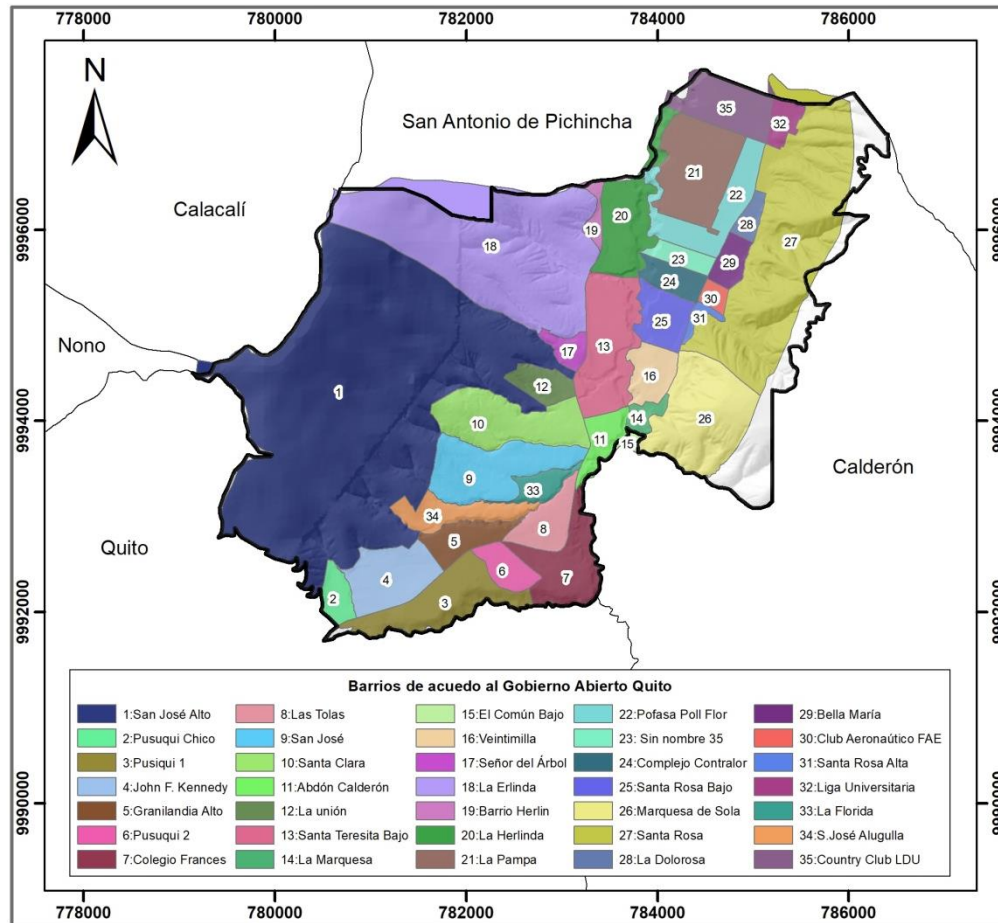 778000 780000 782000 784000 786000
N
San Antonio de Pichincha
Calacalí
Nono
Quito
Calderón
9996000 9996000
9994000 9994000
9992000 9992000
9990000 9990000
35
32
21
22
20
19
18
28
27
23
29
24
30
31
25
17
13
16
12
1
10
14
26
11
15
9
33
34
8
5
6
7
4
2
3
Barrios de acuedo al Gobierno Abierto Quito
1:San José Alto
2:Pusuqui Chico
3:Pusiqui 1
4:John F. Kennedy
5:Granilandia Alto
6:Pusuqui 2
7:Colegio Frances
8:Las Tolas
9:San José
10:Santa Clara
11:Abdón Calderón
12:La unión
13:Santa Teresita Bajo
14:La Marquesa
15:El Común Bajo
16:Veintimilla
17:Señor del Árbol
18:La Erlinda
19:Barrio Herlin
20:La Herlinda
21:La Pampa
22:Pofasa Poll Flor
23: Sin nombre 35
24:Complejo Contralor
25:Santa Rosa Bajo
26:Marquesa de Sola
27:Santa Rosa
28:La Dolorosa
29:Bella María
30:Club Aeronaútico FAE
31:Santa Rosa Alta
32:Liga Universitaria
33:La Florida
34:S.José Alugulla
35:Country Club LDU
778000 780000 782000 784000 786000